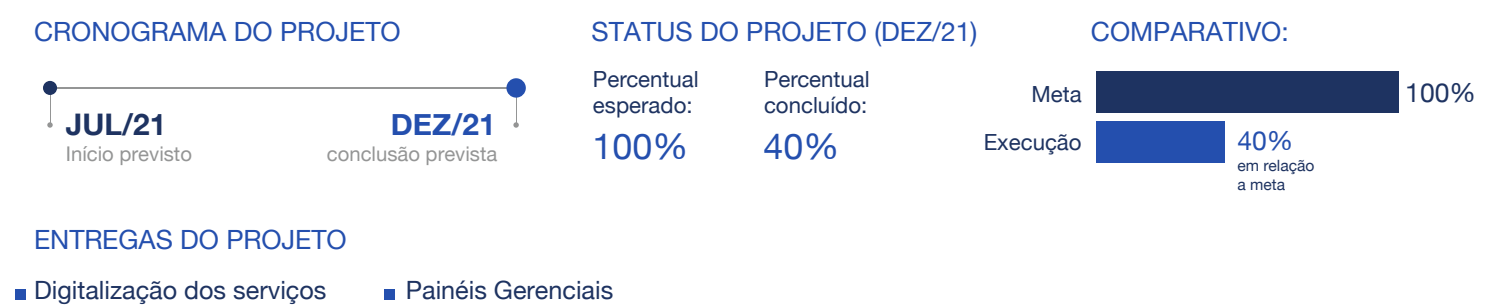 CRONOGRAMA DO PROJETO
JUL/21
Início previsto
DEZ/21
conclusão prevista
STATUS DO PROJETO (DEZ/21)
Percentual
esperado:
100%
Percentual
concluído:
40%
COMPARATIVO:
Meta
100%
Execução
40%
em relação
a meta
ENTREGAS DO PROJETO
Digitalização dos serviços
Painéis Gerenciais